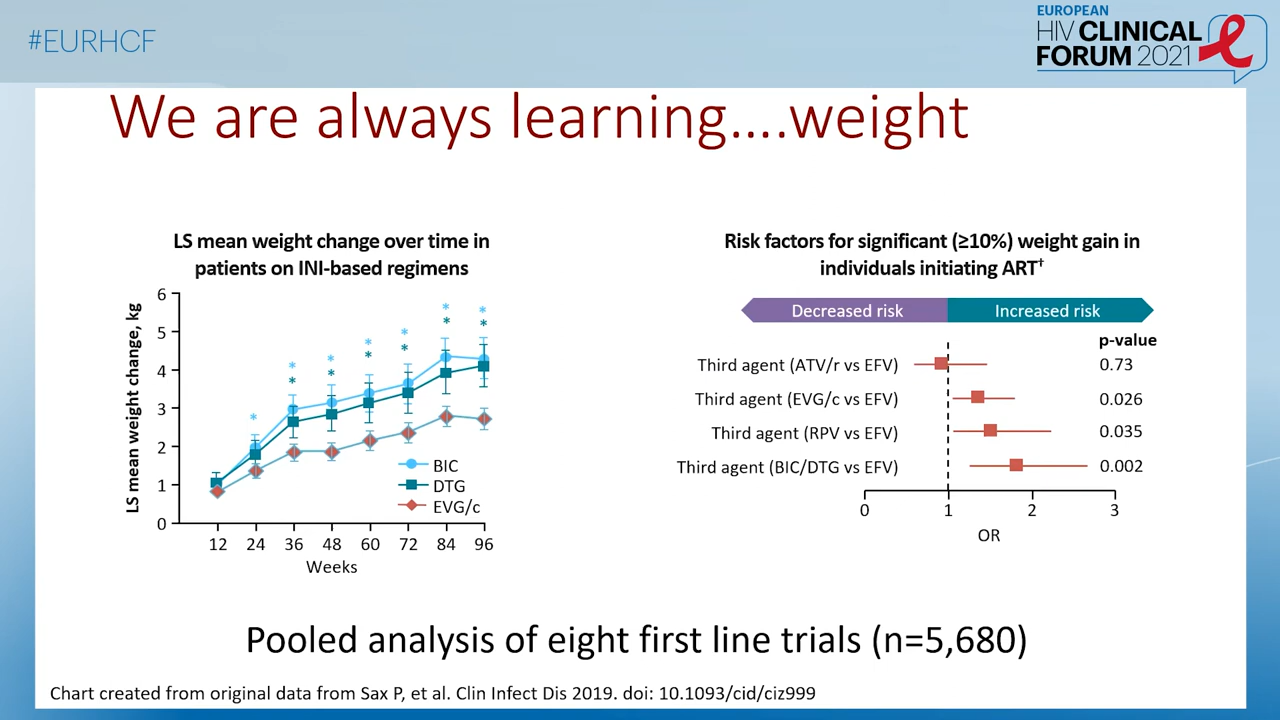 #EURHCF
EUROPEAN
HIV CLINICAL
FORUM 2021
We are always learning....weight
LS mean weight change over time in
patients on INI-based regimens
LS mean weight change, kg
6
5
4
3
2
1
0
* * * * * * *
* * * * * *
BIC
DTG
EVG/c
12 24 36 48 60 72 84 96
Weeks
Risk factors for significant (≥10%) weight gain in
individuals initiating ART†
Decreased risk Increased risk
p-value
Third agent (ATV/r vs EFV) 0.73
Third agent (EVG/c vs EFV) 0.026
Third agent (RPV vs EFV) 0.035
Third agent (BIC/DTG vs EFV) 0.002
0 1 2 3
OR
Pooled analysis of eight first line trials (n=5,680)
Chart created from original data from Sax P, et al. Clin Infect Dis 2019. doi: 10.1093/cid/ciz999